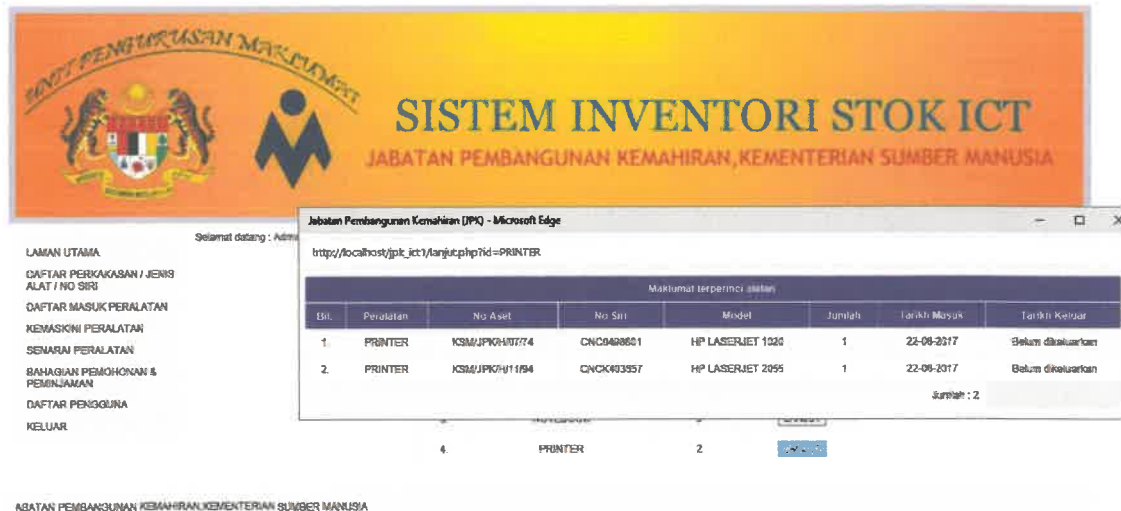 UNIT PENGURUSAN MAKLUMAT
SISTEM INVENTORI STOK ICT
JABATAN PEMBANGUNAN KEMAHIRAN,KEMENTERIAN SUMBER MANUSIA
Selamat datang :
Jabatan Pembangunan Kemahiran (JPK) - Microsoft Edge
http://localhost/jpk_ict1/lanjut.php?id=PRINTER
LAMAN UTAMA
DAFTAR PERKAKASAN / JENIS
ALAT / NO SIRI
DAFTAR MASUK PERALATAN
KEMASKINI PERALATAN
SENARAI PERALATAN
BAHAGIAN PEMOHONAN &
PEMINJAMAN
DAFTAR PENGGUNA
KELUAR
Maklumat terperinci alatan
Bil. Peralatan No Aset No Siri Model Jumlah Tarikh Masuk Tarikh Keluar
1. PRINTER KSM/JPK/H/07/74 HP LASERJET 1020 1 22-08-2017 Belum dikeluarkan
2. PRINTER KSM/JPK/H/11/94 HP LASERJET 2055 1 22-08-2017 Belum dikeluarkan
Jumlah : 2
4. PRINTER 2
ABATAN PEMBANGUNAN KEMAHIRAN,KEMENTERIAN SUMBER MANUSIA